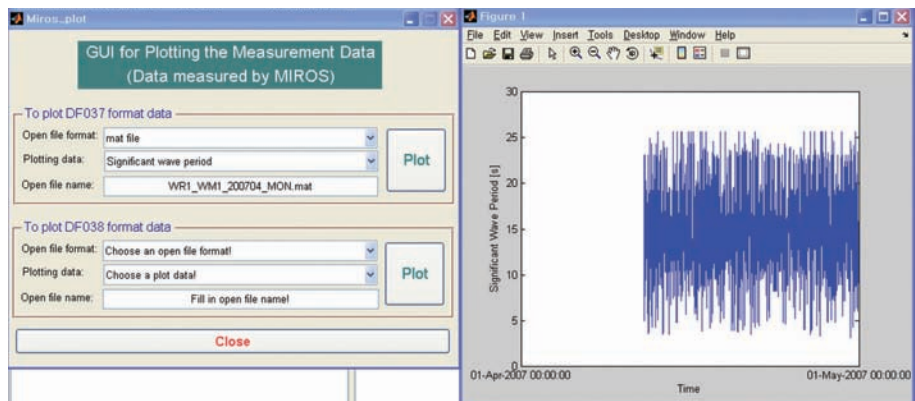 Miros_plot
GUI for Plotting the Measurement Data
(Data measured by MIROS)
To plot DF037 format data
Open file format: mat file
Plotting data: Significant wave period
Open file name: WR1_WM1_200704_MON.mat
Plot
To plot DF038 format data
Open file format: Choose an open file format!
Plotting data: Choose a plot data!
Open file name: Fill in open file name!
Plot
Close
Figure 1
File Edit View Insert Tools Desktop Window Help
Significant Wave Period [s]
30
25
20
15
10
5
0
01-Apr-2007 00:00:00
01-May-2007 00:00:00
Time